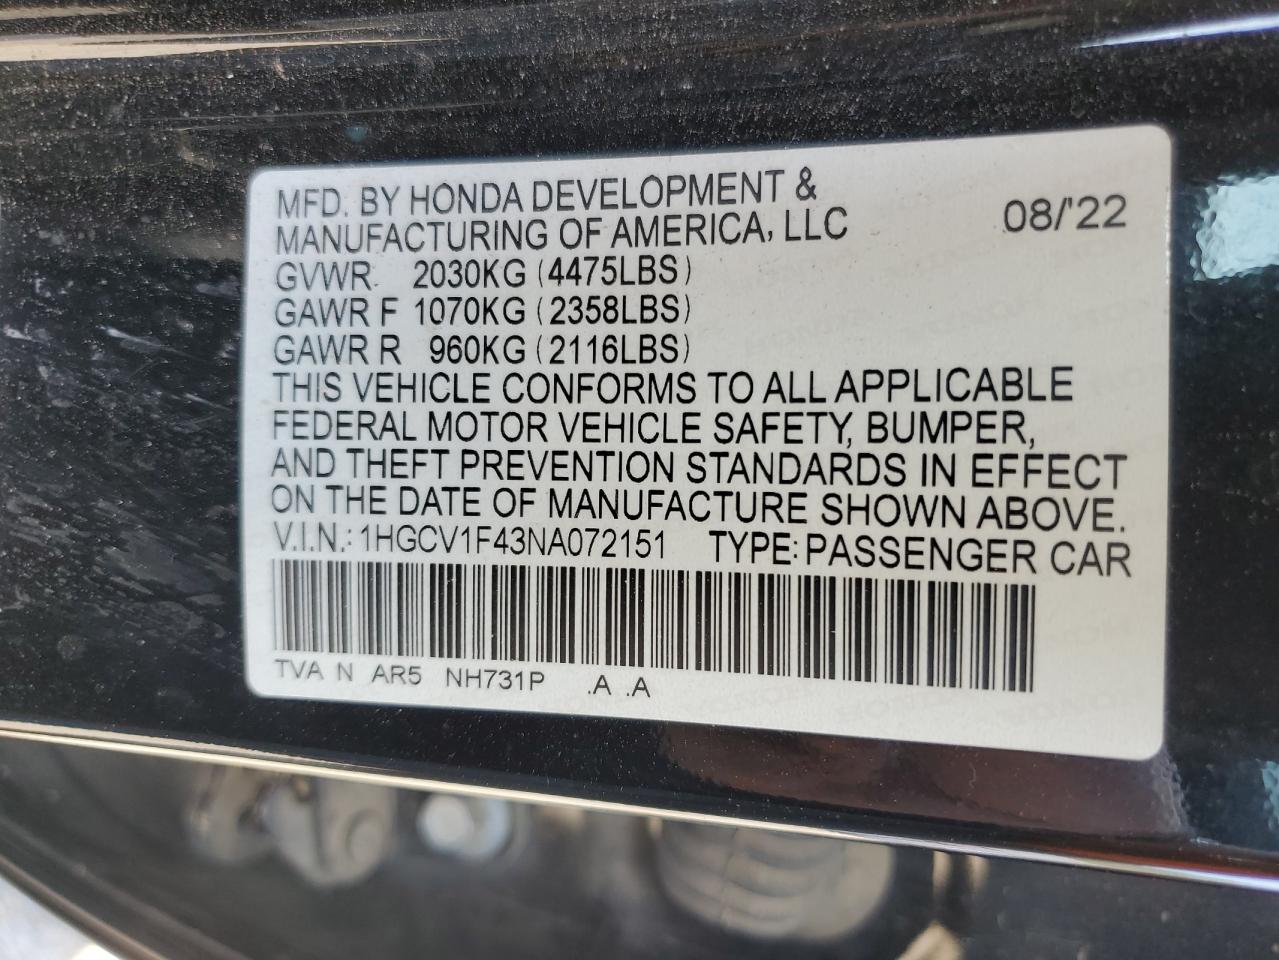 MFD. BY HONDA DEVELOPMENT &
MANUFACTURING OF AMERICA, LLC 08/'22
GVWR 2030KG (4475LBS)
GAWR F 1070KG (2358LBS)
GAWR R 960KG (2116LBS)
THIS VEHICLE CONFORMS TO ALL APPLICABLE
FEDERAL MOTOR VEHICLE SAFETY, BUMPER,
AND THEFT PREVENTION STANDARDS IN EFFECT
ON THE DATE OF MANUFACTURE SHOWN ABOVE.
V.I.N.: 1HGCV1F43NA072151 TYPE: PASSENGER CAR
TVA N AR5 NH731P .A .A